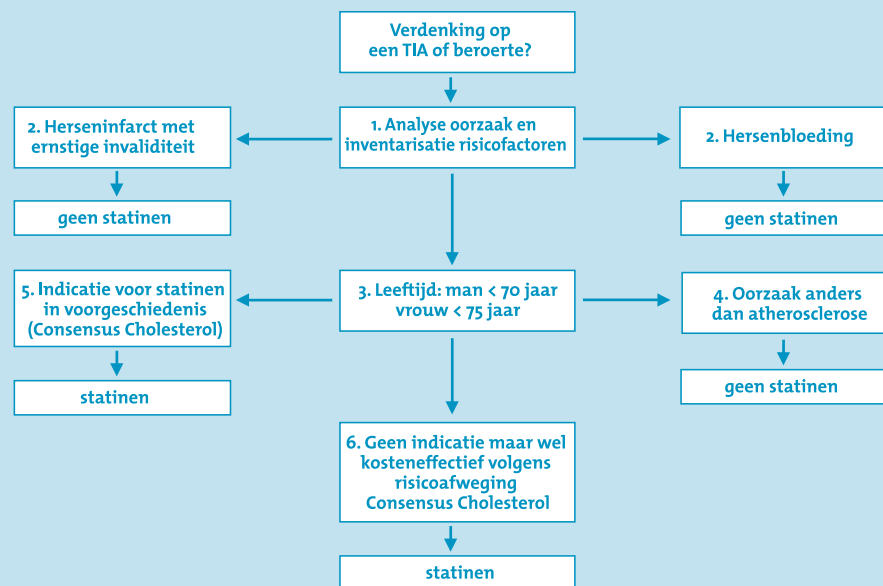 Verdenking op
een TIA of beroerte?
2. Herseninfarct met
ernstige invaliditeit
1. Analyse oorzaak en
inventarisatie risicofactoren
2. Hersenbloeding
geen statinen
geen statinen
5. Indicatie voor statinen
in voorgeschiedenis
(Consensus Cholesterol)
3. Leeftijd: man < 70 jaar
vrouw < 75 jaar
4. Oorzaak anders
dan atherosclerose
statinen
geen statinen
6. Geen indicatie maar wel
kosteneffectief volgens
risicoafweging
Consensus Cholesterol
statinen